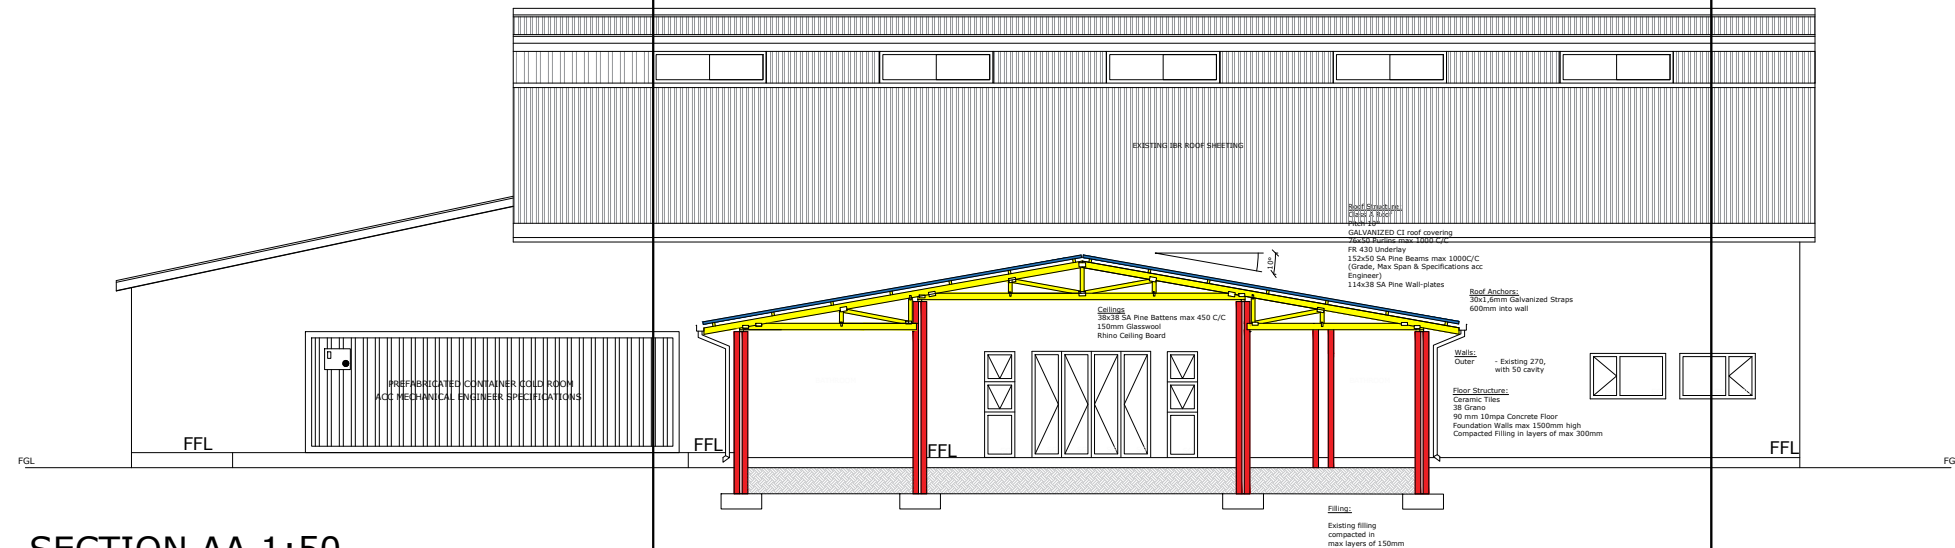 EXISTING IBR ROOF SHEETING
Roof Structure:
Class A Roof
Pitch 10°
GALVANIZED CI roof covering
76x50 Purlins max 1000 C/C
FR 430 Underlay
152x50 SA Pine Beams max 1000C/C
(Grade, Max Span & Specifications acc
Engineer)
114x38 SA Pine Wall-plates
10°
Roof Anchors:
30x1,6mm Galvanized Straps
600mm into wall
Ceilings
38x38 SA Pine Battens max 450 C/C
150mm Glasswool
Rhino Ceiling Board
Walls:
Outer - Existing 270,
with 50 cavity
PREFABRICATED CONTAINER COLD ROOM
ACC MECHANICAL ENGINEER SPECIFICATIONS
Floor Structure:
Ceramic Tiles
38 Grano
90 mm 10mpa Concrete Floor
Foundation Walls max 1500mm high
Compacted Filling in layers of max 300mm
FFL
FFL
FFL
FFL
FGL
FG
Filling:
Existing filling
compacted in
max layers of 150mm
SECTION AA 1:50